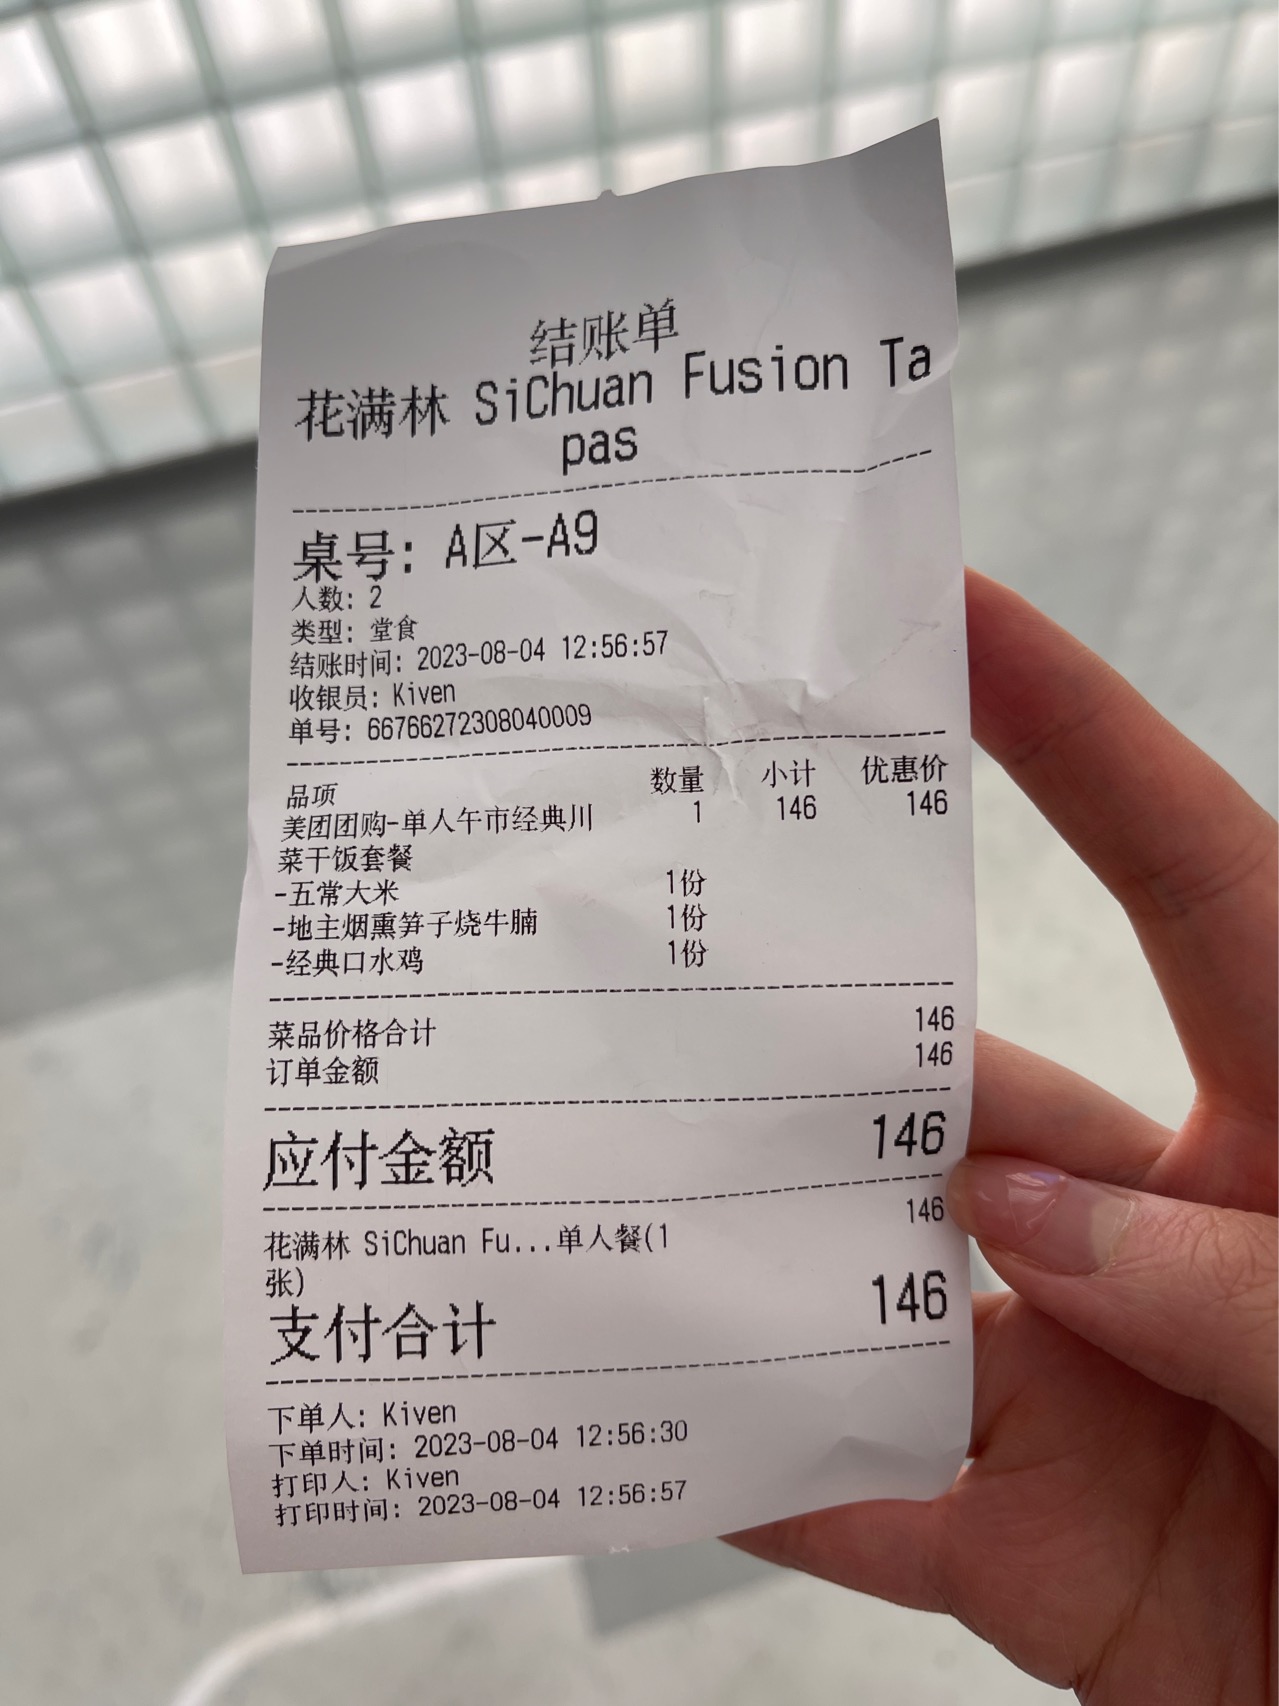 结账单
花满林 SiChuan Fusion Ta
pas
桌号: A区-A9
人数: 2
类型: 堂食
结账时间: 2023-08-04 12:56:57
收银员: Kiven
单号: 66766272308040009
品项 数量 小计 优惠价
美团团购-单人午市经典川 1 146 146
菜干饭套餐
-五常大米 1份
-地主烟熏笋子烧牛腩 1份
-经典口水鸡 1份
菜品价格合计 146
订单金额 146
应付金额 146
花满林 SiChuan Fu...单人餐(1 146
张)
支付合计 146
下单人: Kiven
下单时间: 2023-08-04 12:56:30
打印人: Kiven
打印时间: 2023-08-04 12:56:57